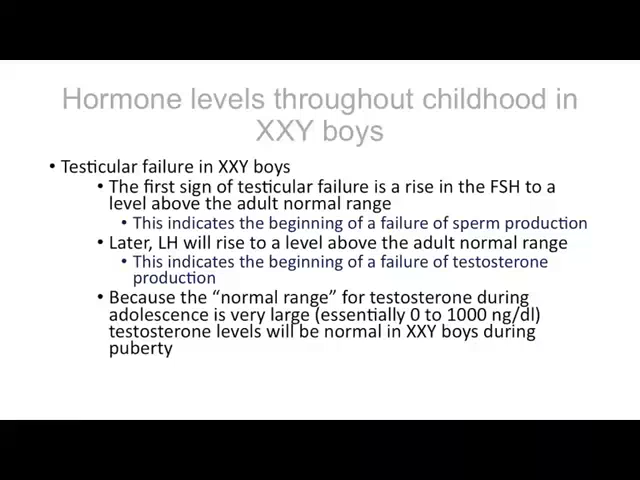 Hormone levels throughout childhood in
XXY boys
• Testicular failure in XXY boys
• The first sign of testicular failure is a rise in the FSH to a
level above the adult normal range
• This indicates the beginning of a failure of sperm production
• Later, LH will rise to a level above the adult normal range
• This indicates the beginning of a failure of testosterone
production
• Because the “normal range” for testosterone during
adolescence is very large (essentially 0 to 1000 ng/dl)
testosterone levels will be normal in XXY boys during
puberty